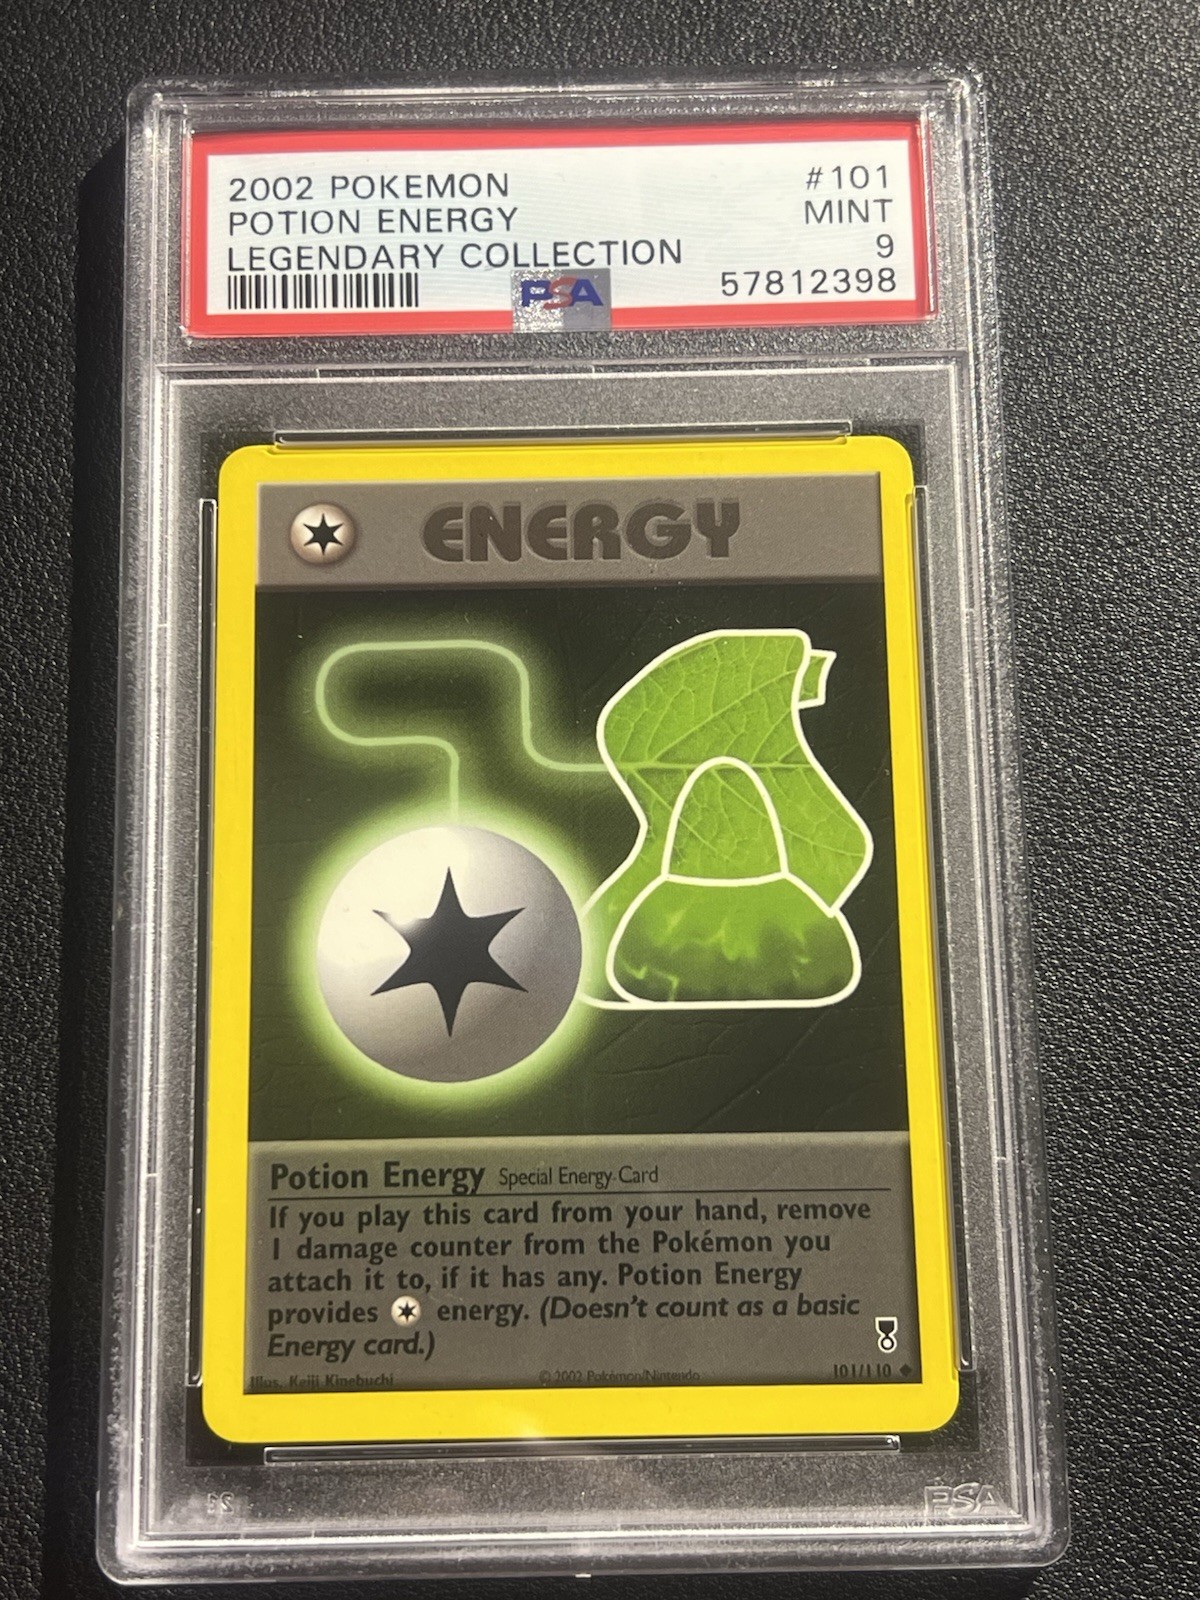 2002 POKEMON #101
POTION ENERGY MINT
LEGENDARY COLLECTION 9
PSA 57812398
ENERGY
Potion Energy Special Energy Card
If you play this card from your hand, remove
1 damage counter from the Pokémon you
attach it to, if it has any. Potion Energy
provides energy. (Doesn't count as a basic
Energy card.)
Illus. Keiji Kinebuchi © 2002 Pokémon/Nintendo 101/110
PSA